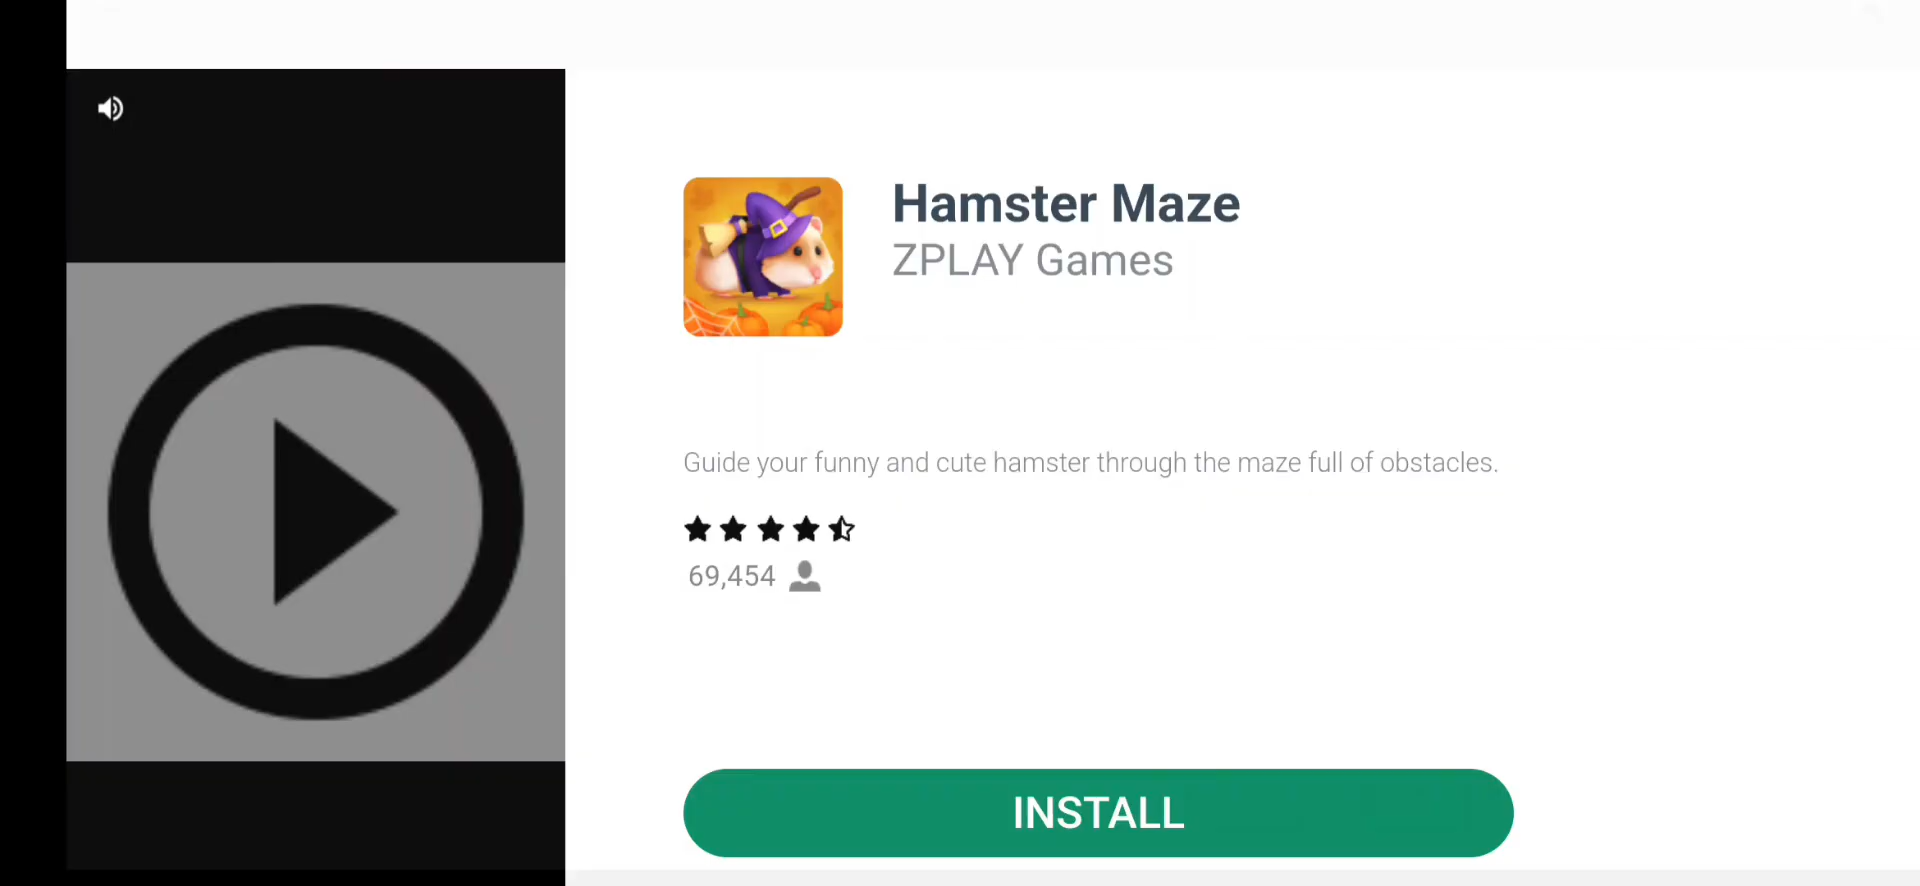 Hamster Maze
ZPLAY Games
Guide your funny and cute hamster through the maze full of obstacles.
69,454
INSTALL